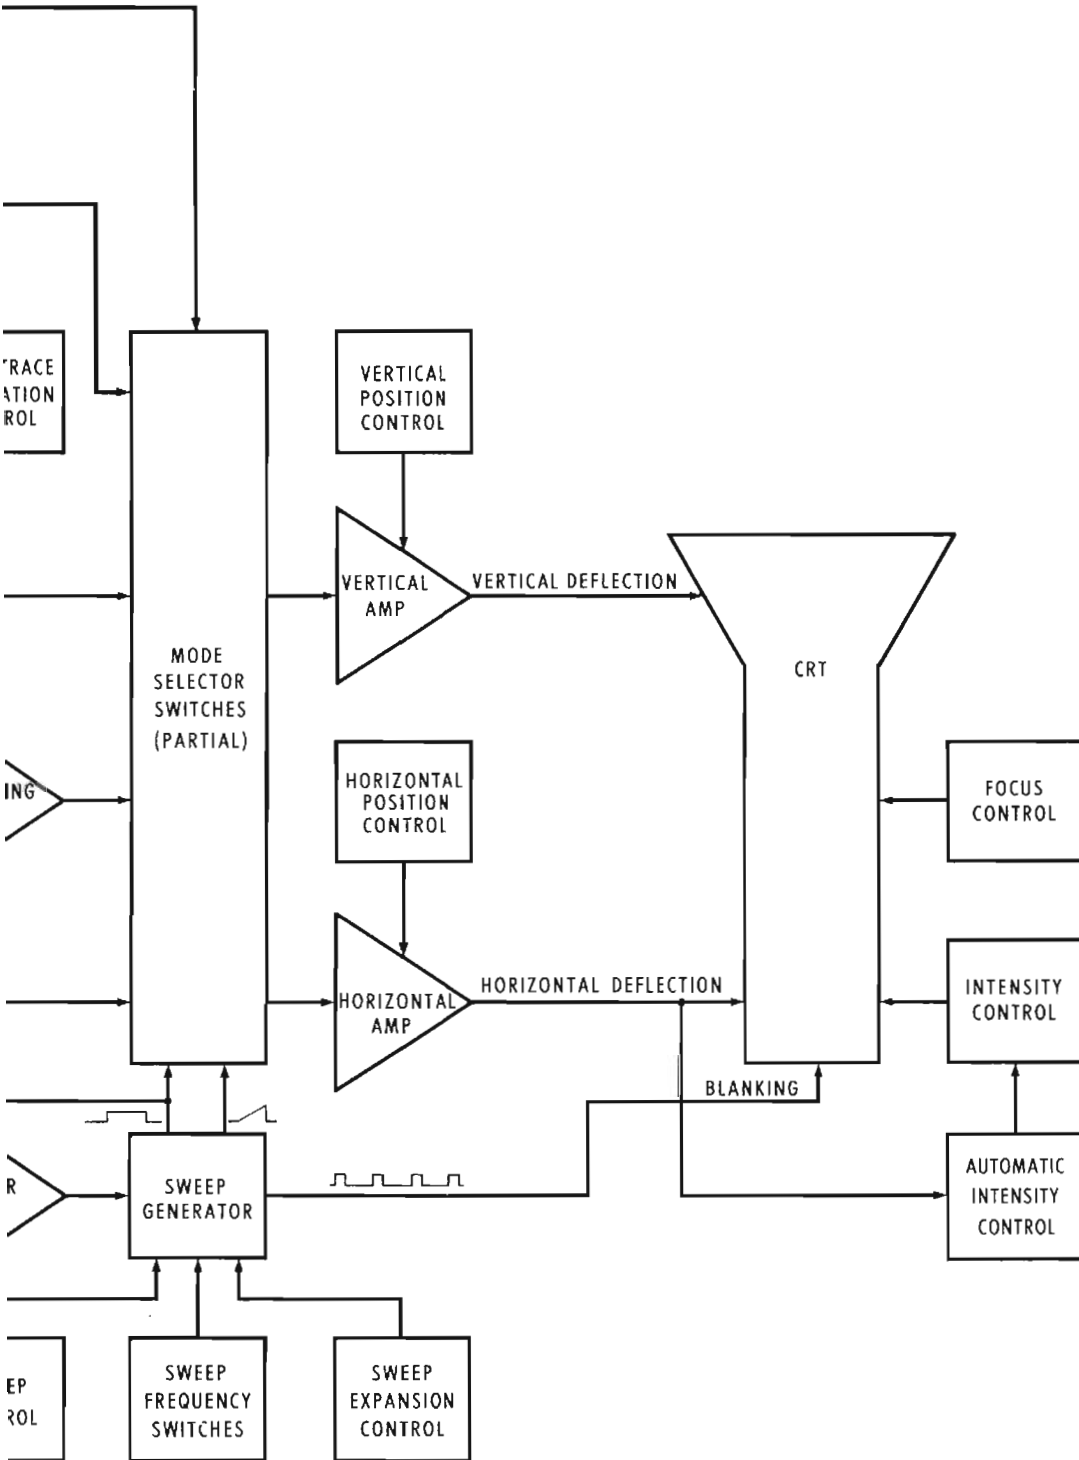 TRACE
ATION
ROL
VERTICAL
POSITION
CONTROL
VERTICAL
AMP
VERTICAL DEFLECTION
MODE
SELECTOR
SWITCHES
(PARTIAL)
CRT
ING
HORIZONTAL
POSITION
CONTROL
FOCUS
CONTROL
HORIZONTAL
AMP
HORIZONTAL DEFLECTION
INTENSITY
CONTROL
BLANKING
R
SWEEP
GENERATOR
AUTOMATIC
INTENSITY
CONTROL
EP
ROL
SWEEP
FREQUENCY
SWITCHES
SWEEP
EXPANSION
CONTROL